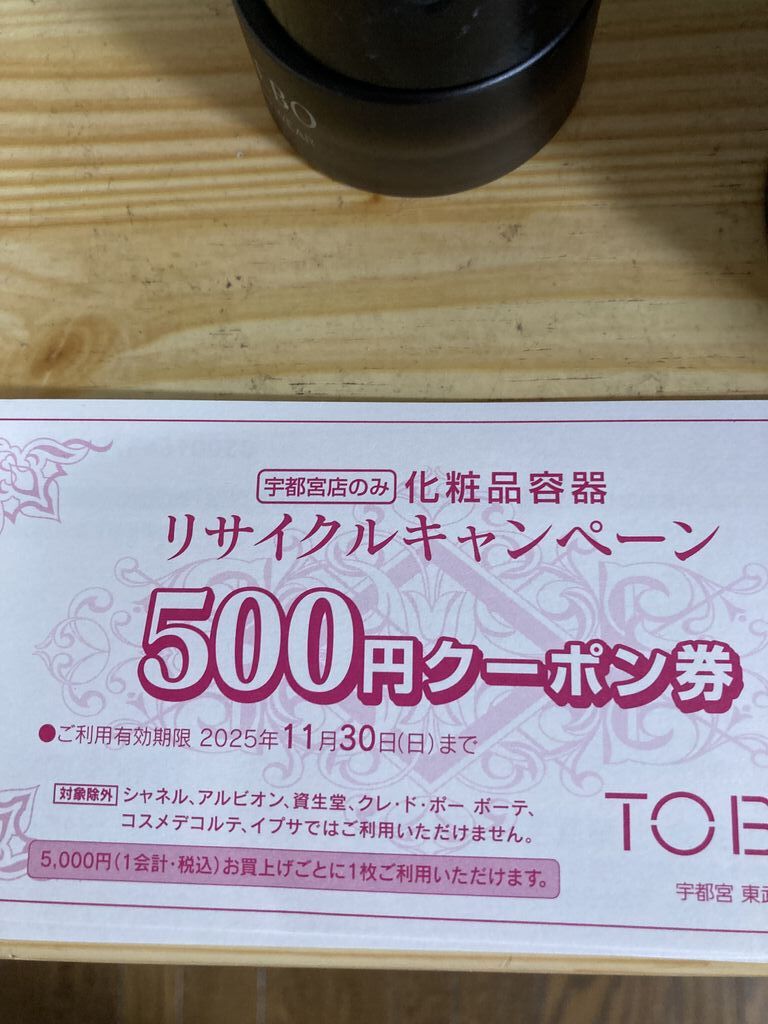 BO
宇都宮店のみ 化粧品容器
リサイクルキャンペーン
500円クーポン券
●ご利用有効期限 2025年11月30日(日)まで
対象除外 シャネル、アルビオン、資生堂、クレ・ド・ポー ボーテ、
コスメデコルテ、イプサではご利用いただけません。
TOB
5,000円(1会計・税込)お買上げごとに1枚ご利用いただけます。
宇都宮 東武